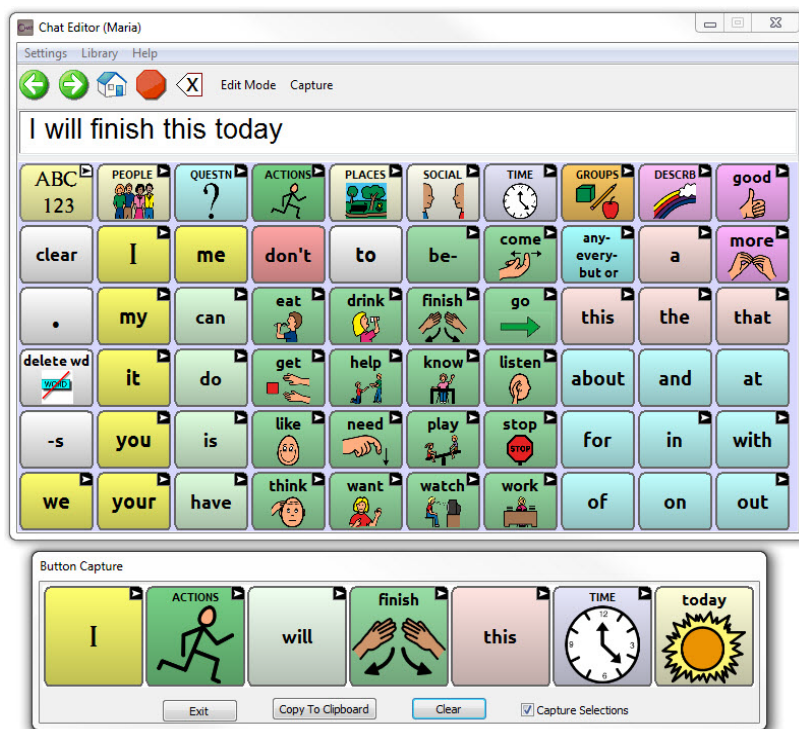 Chat Editor (Maria)
Settings Library Help
X Edit Mode Capture
I will finish this today
ABC 123 PEOPLE QUESTN ? ACTIONS PLACES SOCIAL TIME GROUPS DESCRB good
clear I me don't to be- come any- every- but or a more
. my can eat drink finish go this the that
delete wd WORD it do get help know listen about and at
-s you is like need play stop STOP for in with
we your have think want watch work of on out
Button Capture
I ACTIONS will finish this TIME 12 3 6 9 today
Exit Copy To Clipboard Clear Capture Selections